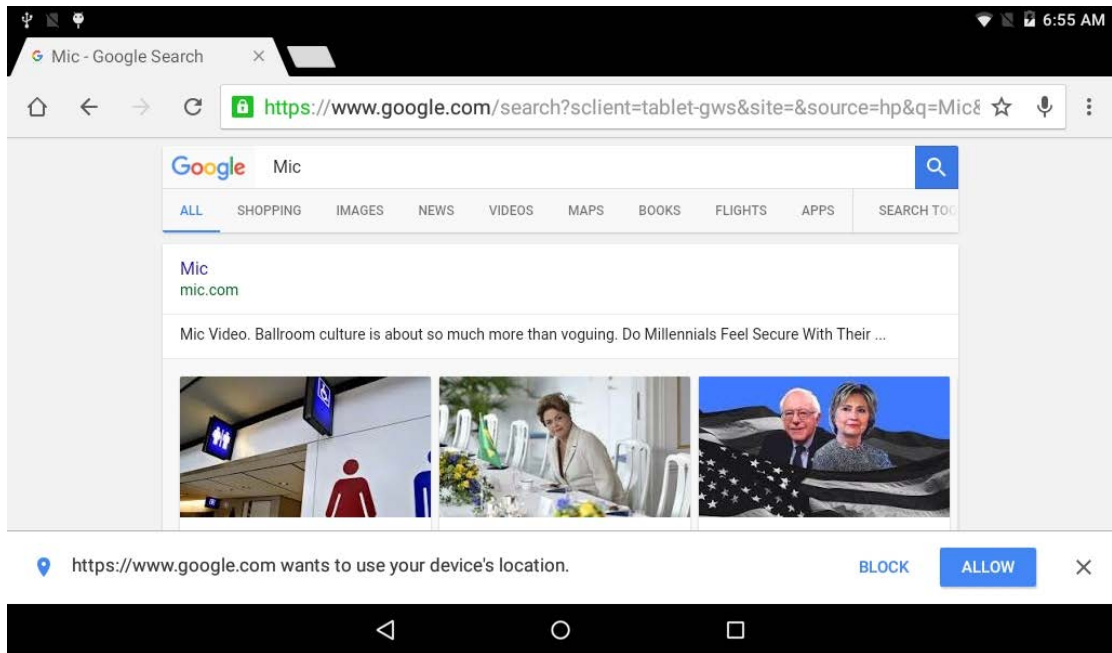 6:55 AM
Mic - Google Search
https://www.google.com/search?sclient=tablet-gws&site=&source=hp&q=Mic&
Google Mic
ALL SHOPPING IMAGES NEWS VIDEOS MAPS BOOKS FLIGHTS APPS SEARCH TOO
Mic
mic.com
Mic Video. Ballroom culture is about so much more than voguing. Do Millennials Feel Secure With Their ...
https://www.google.com wants to use your device's location. BLOCK ALLOW